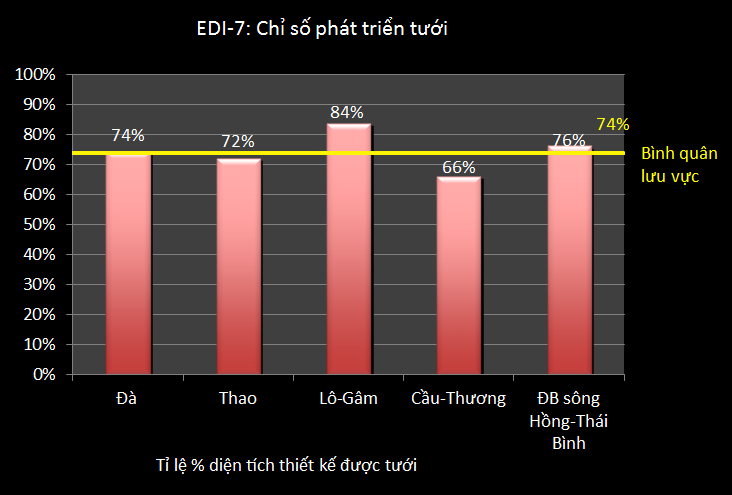 EDI-7: Chỉ số phát triển tưới
100%
90%
80%
70%
60%
50%
40%
30%
20%
10%
0%
74%
72%
84%
66%
76%
74%
Bình quân
lưu vực
Đà
Thao
Lô-Gâm
Cầu-Thương
ĐB sông
Hồng-Thái
Bình
Tỉ lệ % diện tích thiết kế được tưới